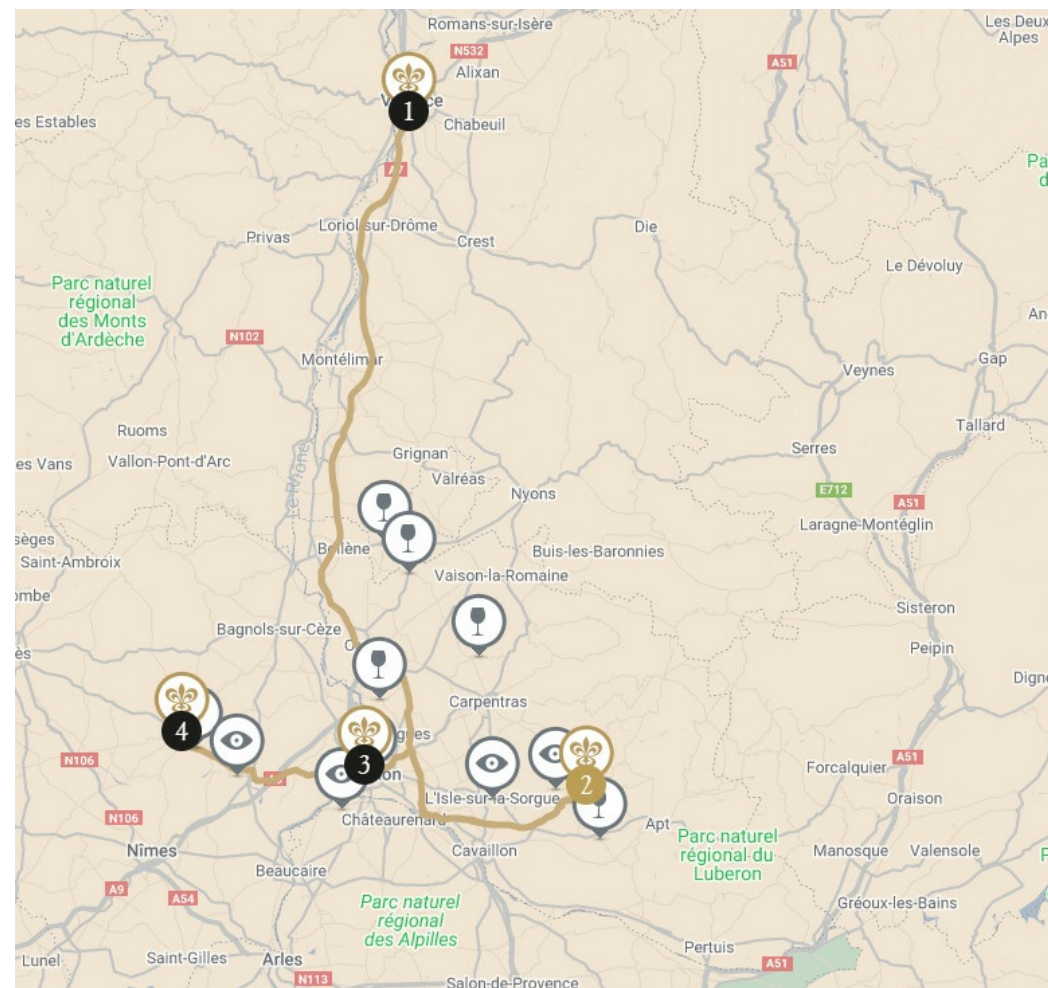 Romans-sur-Isère
Les Deux
Alpes
N532
A51
Alixan
1
Chabeuil
es Estables
A7
Loriol-sur-Drôme
Privas
Crest
Die
Le Dévoluy
Parc naturel
régional
des Monts
d'Ardèche
N102
Montélimar
Gap
Veynes
Tallard
Ruoms
Vallon-Pont-d'Arc
es Vans
Grignan
Valréas
Nyons
Serres
E712
A51
Laragne-Montéglin
Le Rhône
Bollène
Buis-les-Baronnies
Saint-Ambroix
Vaison-la-Romaine
Sisteron
Peipin
Bagnols-sur-Cèze
Carpentras
Digne
4
3
2
N106
A51
Forcalquier
Oraison
L'Isle-sur-la-Sorgue
N106
Châteaurenard
Apt
Nîmes
Cavaillon
Beaucaire
Parc naturel
régional du
Luberon
Manosque
Valensole
A9
A54
Gréoux-les-Bains
Parc naturel
régional
des Alpilles
Lunel
Saint-Gilles
Arles
Pertuis
A51
N113
Salon-de-Provence